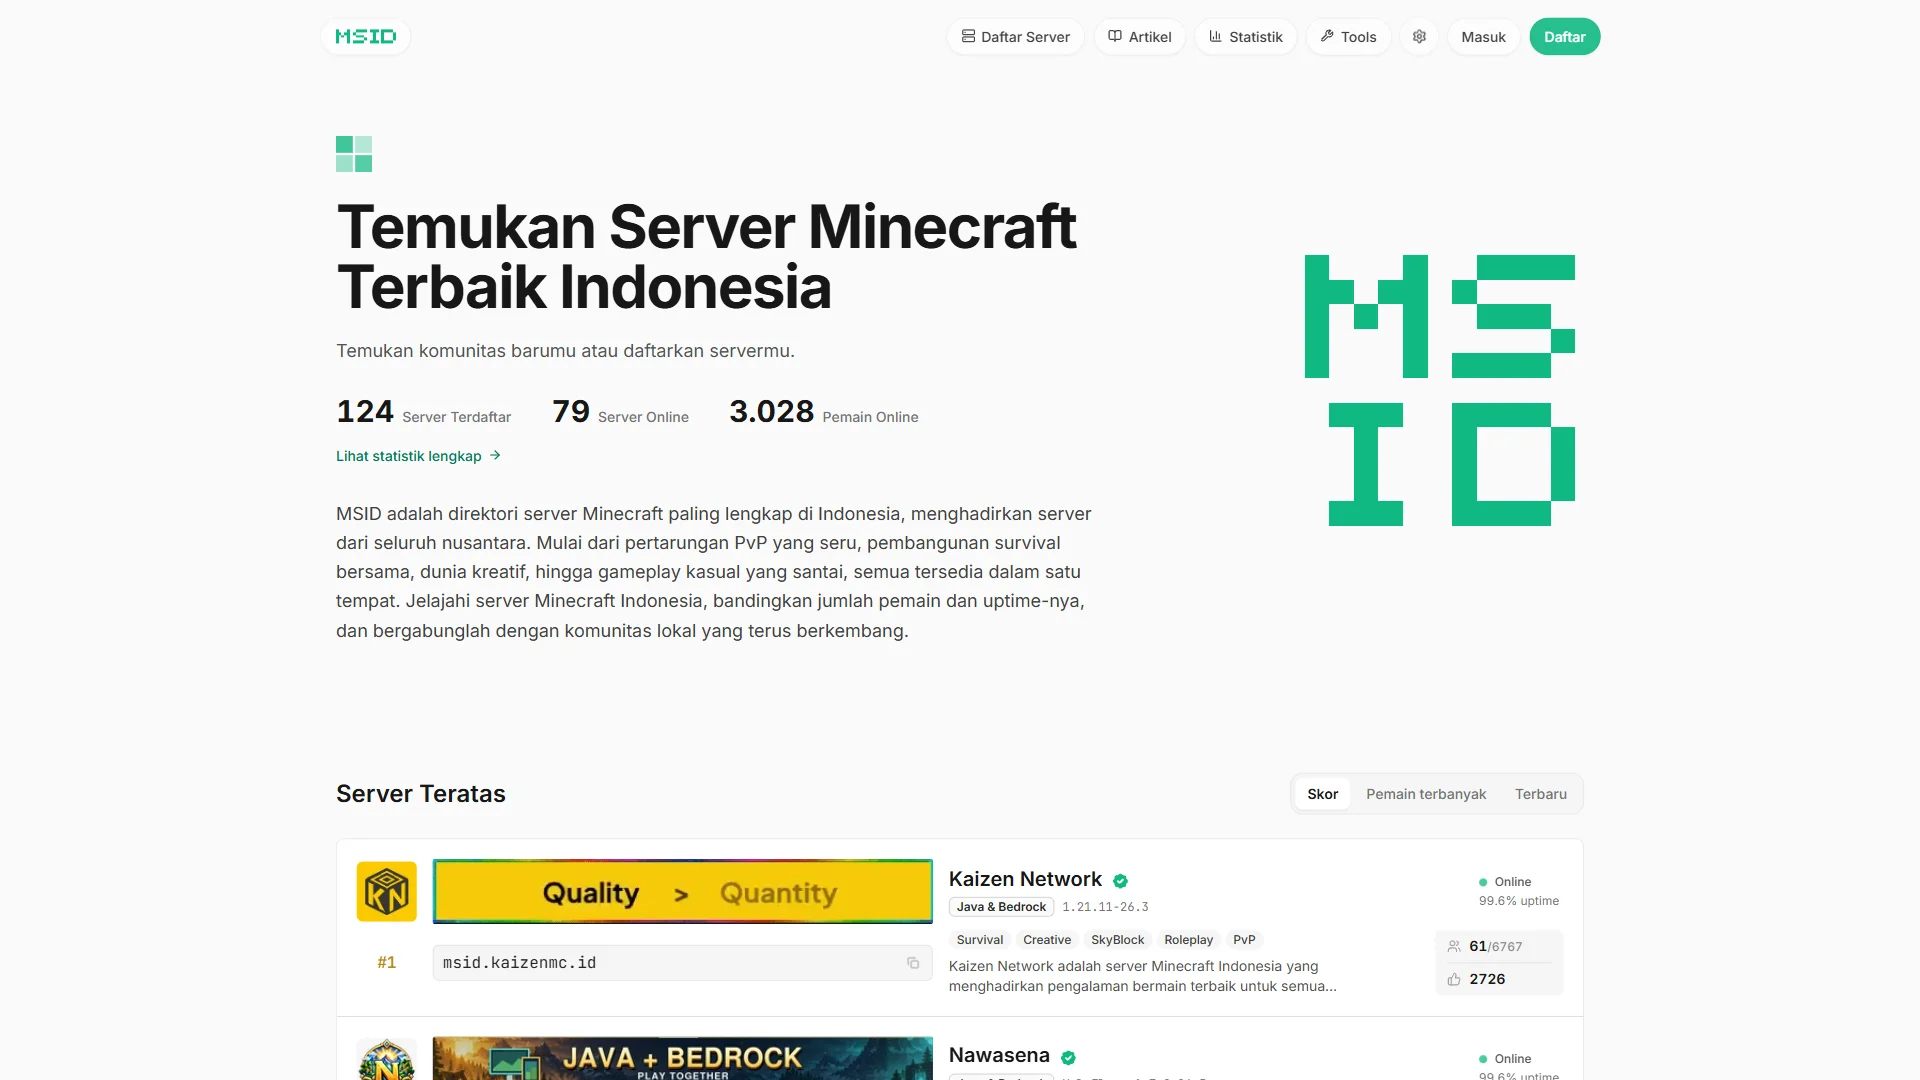 MSID
Daftar Server
Artikel
Statistik
Tools
Masuk
Daftar
Temukan Server Minecraft
Terbaik Indonesia
Temukan komunitas barumu atau daftarkan servermu.
124 Server Terdaftar
79 Server Online
3.028 Pemain Online
Lihat statistik lengkap →
MSID adalah direktori server Minecraft paling lengkap di Indonesia, menghadirkan server
dari seluruh nusantara. Mulai dari pertarungan PvP yang seru, pembangunan survival
bersama, dunia kreatif, hingga gameplay kasual yang santai, semua tersedia dalam satu
tempat. Jelajahi server Minecraft Indonesia, bandingkan jumlah pemain dan uptime-nya,
dan bergabunglah dengan komunitas lokal yang terus berkembang.
MS
ID
Server Teratas
Skor
Pemain terbanyak
Terbaru
KN
Quality > Quantity
#1
msid.kaizenmc.id
Kaizen Network
Java & Bedrock 1.21.11-26.3
Survival Creative SkyBlock Roleplay PvP
Kaizen Network adalah server Minecraft Indonesia yang
menghadirkan pengalaman bermain terbaik untuk semua...
Online
99.6% uptime
61/6767
2726
N
JAVA + BEDROCK
PLAY TOGETHER
Nawasena
Online
99.6% uptime